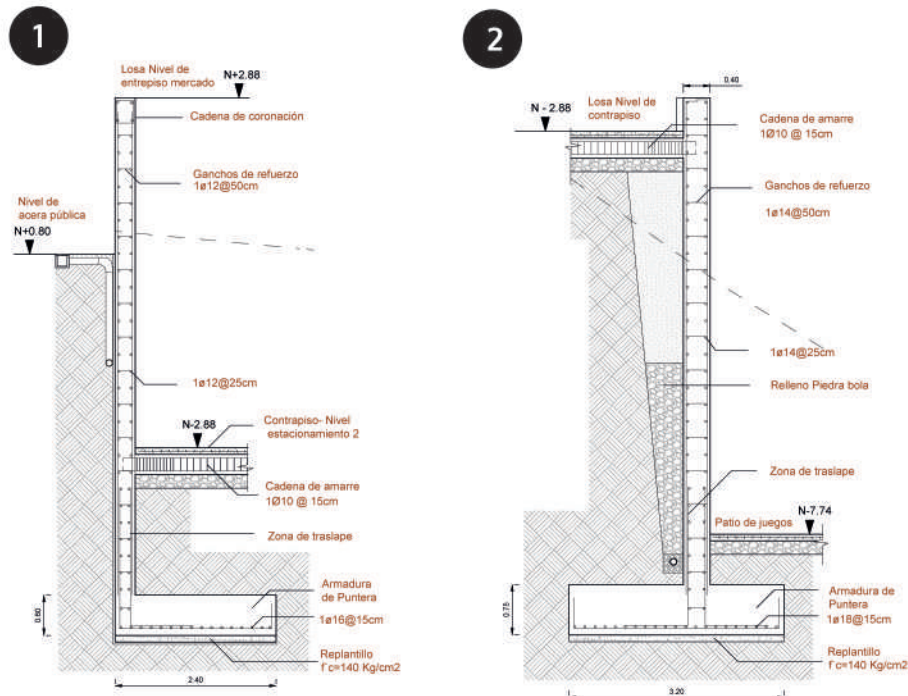 1
Losa Nivel de
entrepiso mercado
N+2.88
Cadena de coronación
Ganchos de refuerzo
1ø12@50cm
Nivel de
acera pública
N+0.80
1ø12@25cm
Contrapiso- Nivel
estacionamiento 2
N-2.88
Cadena de amarre
1Ø10 @ 15cm
Zona de traslape
Armadura
de Puntera
1ø16@15cm
0.60
Replantillo
f´c=140 Kg/cm2
2.40
2
0.40
Losa Nivel de
contrapiso
N - 2.88
Cadena de amarre
1Ø10 @ 15cm
Ganchos de refuerzo
1ø14@50cm
1ø14@25cm
Relleno Piedra bola
Zona de traslape
N-7.74
Patio de juegos
Armadura de
Puntera
1ø18@15cm
0.75
Replantillo
f´c=140 Kg/cm2
3.20